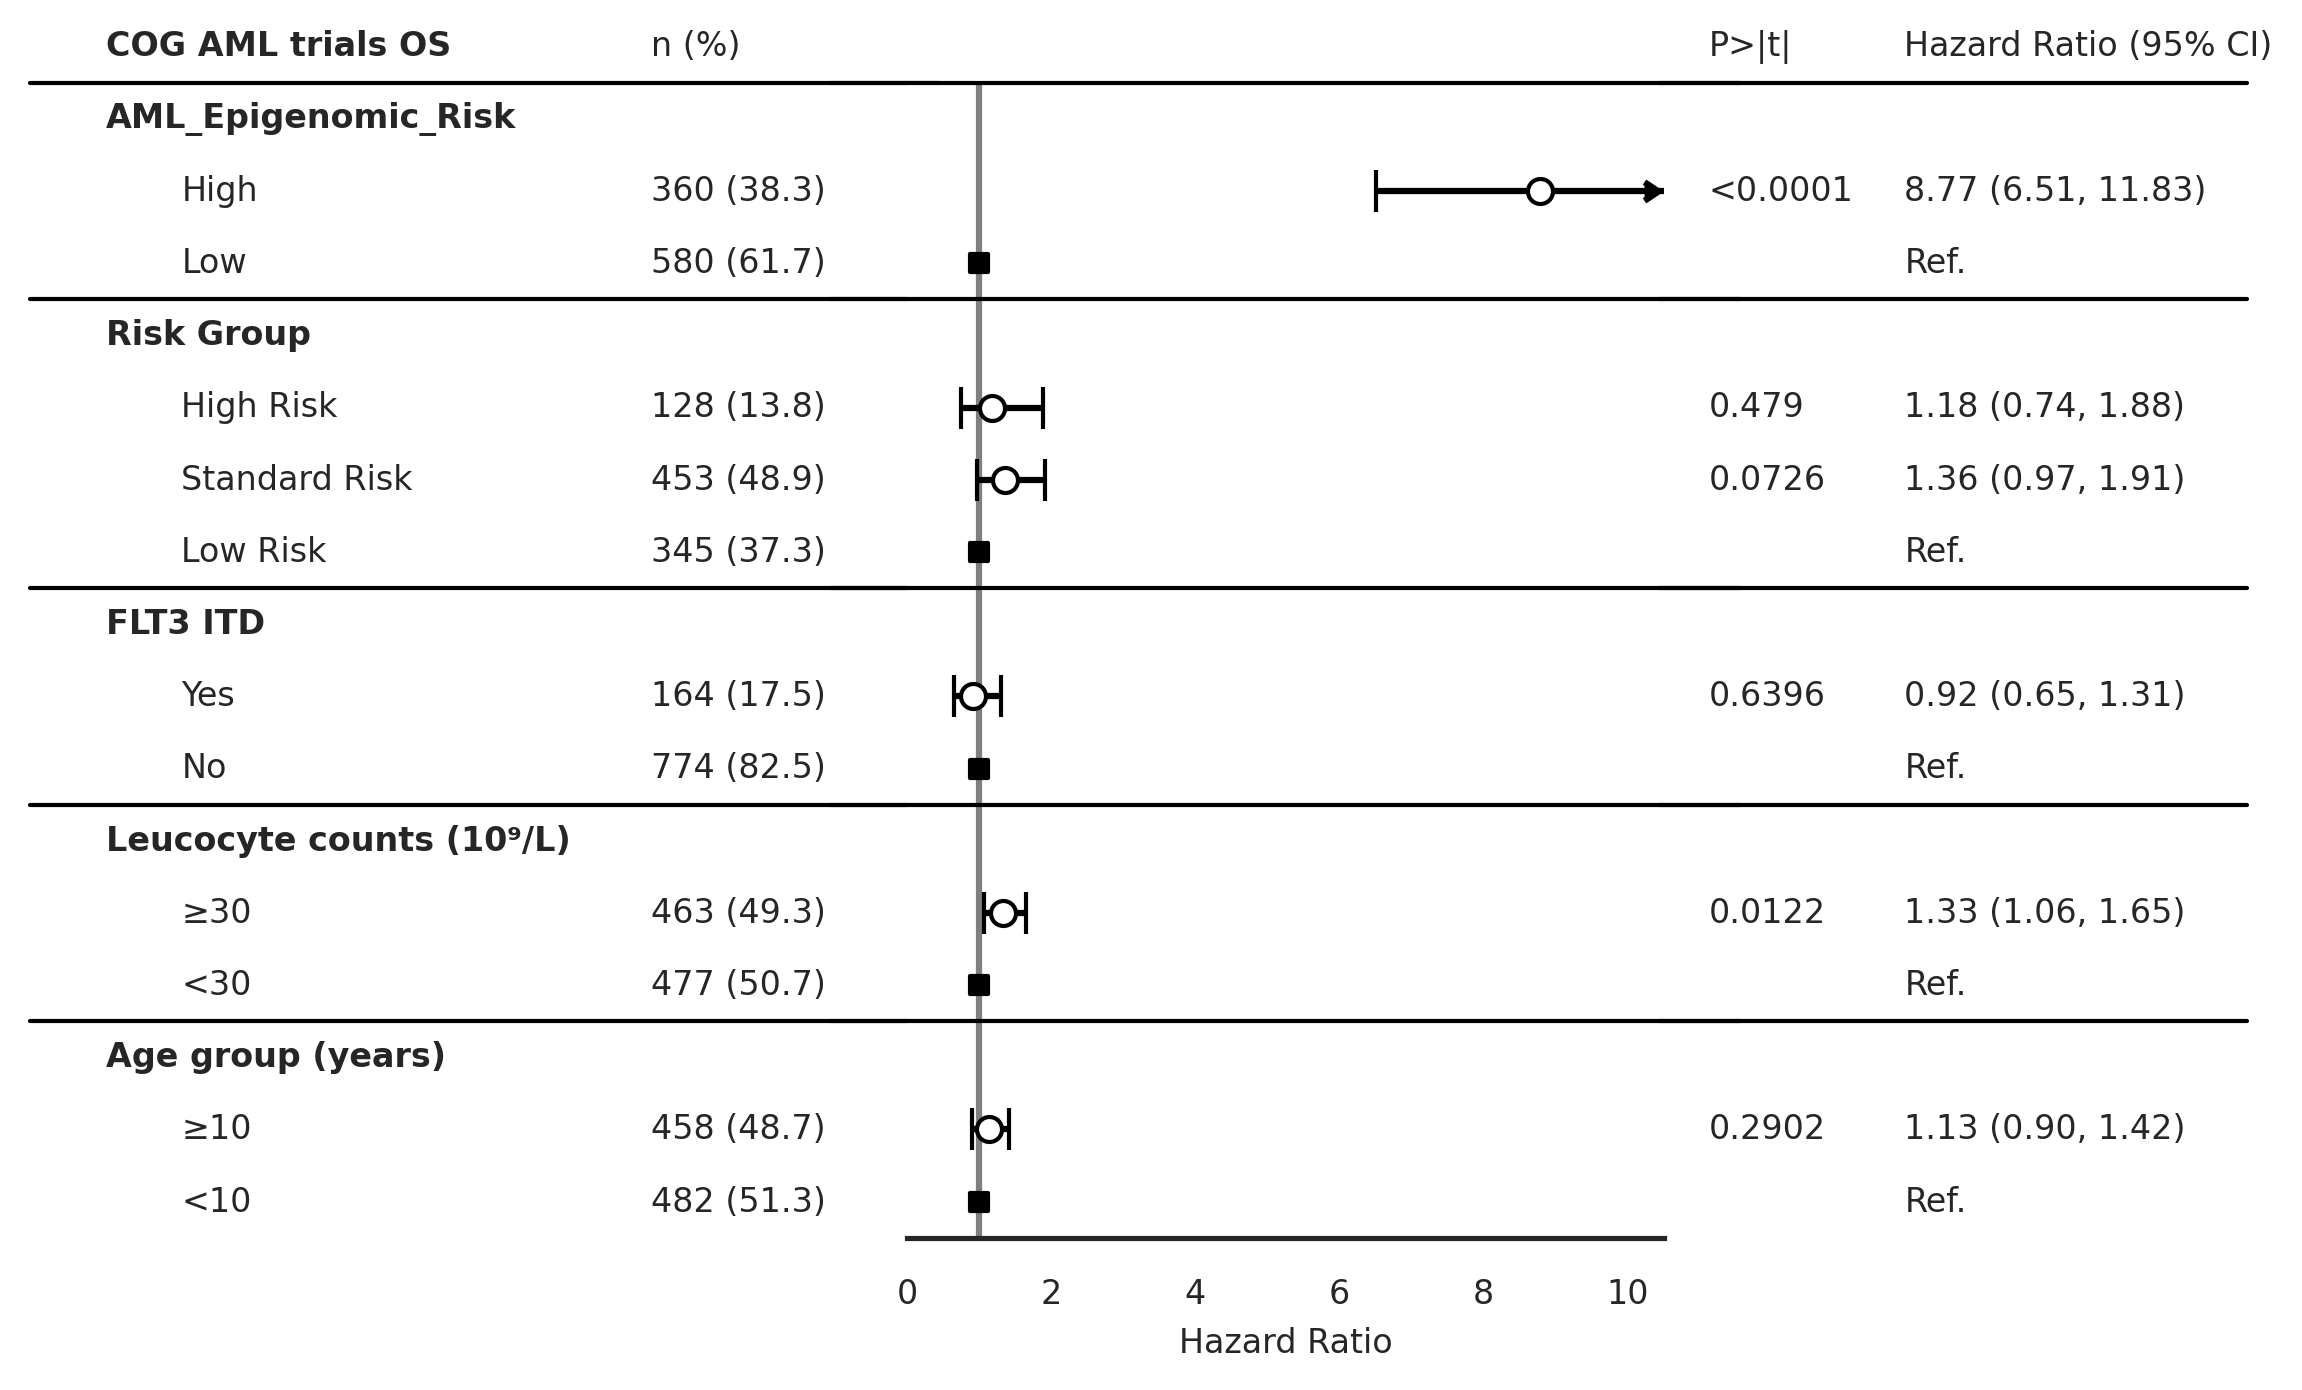 COG AML trials OS n (%) P>|t| Hazard Ratio (95% CI)
AML_Epigenomic_Risk
High 360 (38.3) <0.0001 8.77 (6.51, 11.83)
Low 580 (61.7) Ref.
Risk Group
High Risk 128 (13.8) 0.479 1.18 (0.74, 1.88)
Standard Risk 453 (48.9) 0.0726 1.36 (0.97, 1.91)
Low Risk 345 (37.3) Ref.
FLT3 ITD
Yes 164 (17.5) 0.6396 0.92 (0.65, 1.31)
No 774 (82.5) Ref.
Leucocyte counts (10⁹/L)
≥30 463 (49.3) 0.0122 1.33 (1.06, 1.65)
<30 477 (50.7) Ref.
Age group (years)
≥10 458 (48.7) 0.2902 1.13 (0.90, 1.42)
<10 482 (51.3) Ref.
0 2 4 6 8 10
Hazard Ratio